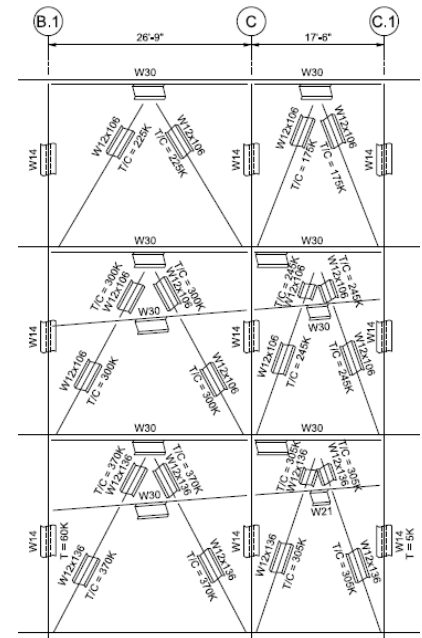 B.1 C C.1
26'-9" 17'-6"
W30 W30
W12x106 W12x106 W12x106 W12x106
T/C = 225K T/C = 225K T/C = 175K T/C = 175K
W14 W14 W14
W30 W30
T/C = 300K T/C = 300K T/C = 245K T/C = 245K
W12x106 W12x106 W12x106
W30 W30
W14 W14 W14
W12x106 W12x106 W12x106 W12x106
T/C = 300K T/C = 300K T/C = 245K T/C = 245K
W30 W30
T/C = 370K T/C = 370K T/C = 305K T/C = 305K
W12x136 W12x136 W12x136
W30 W21
W14 W14 W14
T = 60K T = 5K
W12x136 W12x136 W12x136 W12x136
T/C = 370K T/C = 370K T/C = 305K T/C = 305K